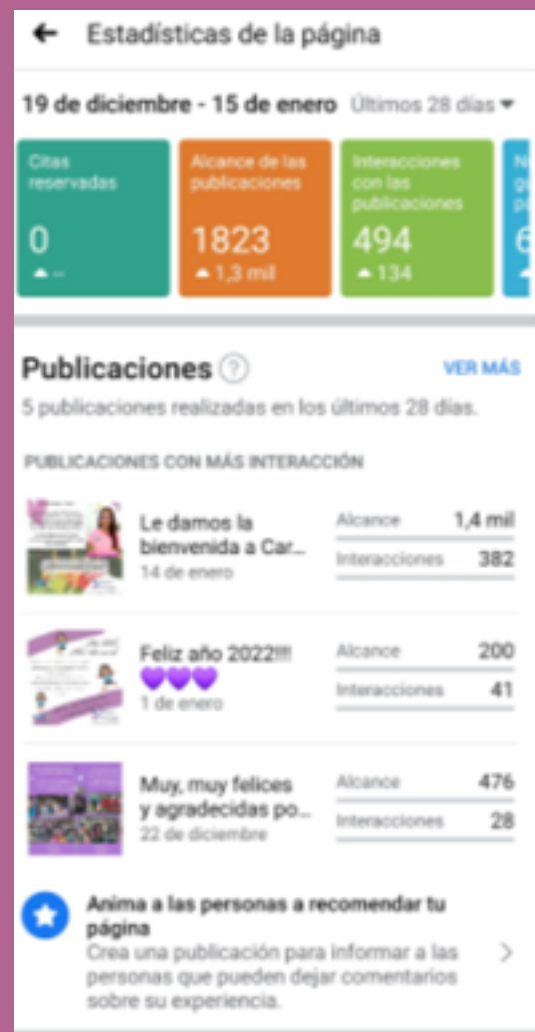 Estadísticas de la página
19 de diciembre - 15 de enero Últimos 28 días
Citas
reservadas
0
--
Alcance de las
publicaciones
1823
1,3 mil
Interacciones
con las
publicaciones
494
134
Publicaciones
VER MÁS
5 publicaciones realizadas en los últimos 28 días.
PUBLICACIONES CON MÁS INTERACCIÓN
Le damos la
bienvenida a Car...
14 de enero
Alcance 1,4 mil
Interacciones 382
Feliz año 2022!!!!
💜💜💜
1 de enero
Alcance 200
Interacciones 41
Muy, muy felices
y agradecidas po...
22 de diciembre
Alcance 476
Interacciones 28
Anima a las personas a recomendar tu
página
Crea una publicación para informar a las
personas que pueden dejar comentarios
sobre su experiencia.